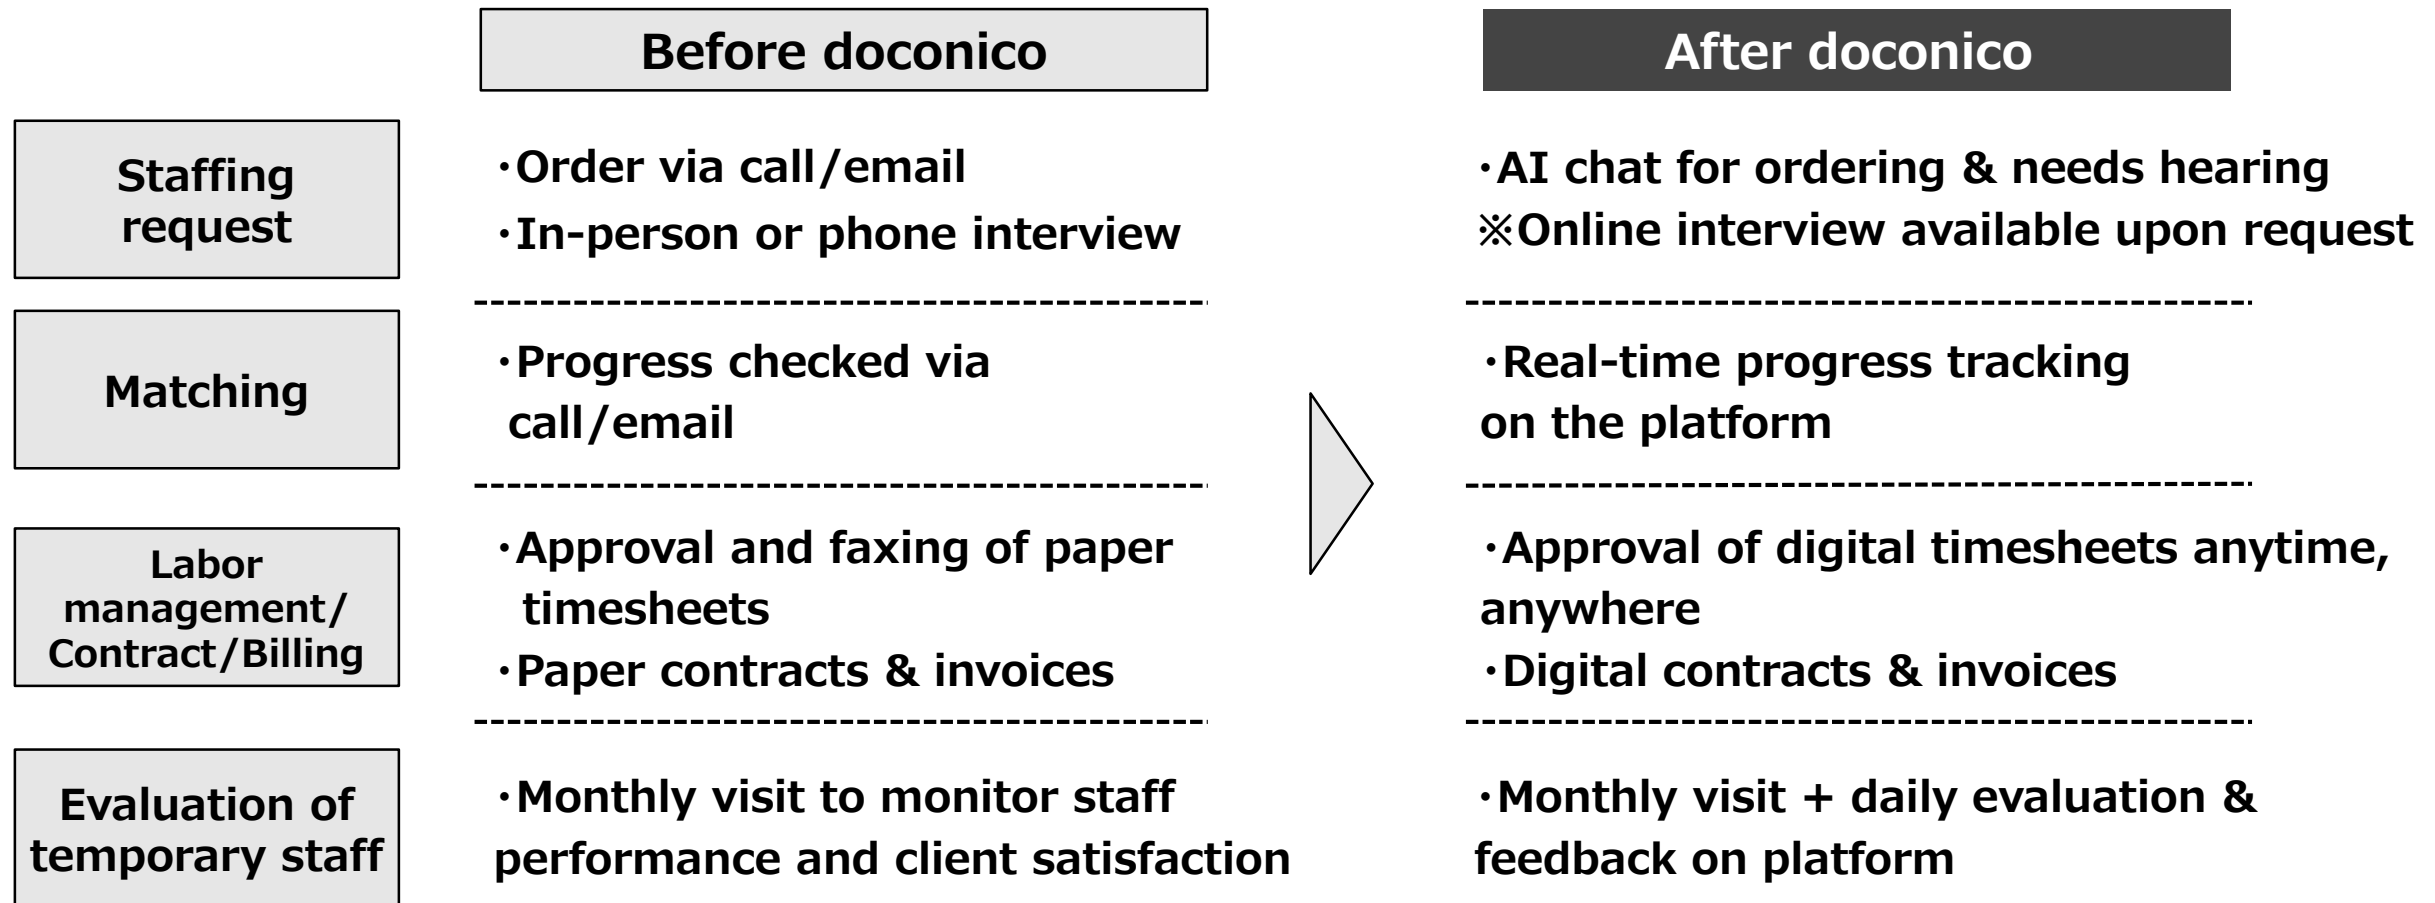 Before doconico
After doconico
Staffing
request
・Order via call/email
・In-person or phone interview
・AI chat for ordering & needs hearing
※Online interview available upon request
Matching
・Progress checked via
call/email
・Real-time progress tracking
on the platform
Labor
management/
Contract/Billing
・Approval and faxing of paper
timesheets
・Paper contracts & invoices
・Approval of digital timesheets anytime,
anywhere
・Digital contracts & invoices
Evaluation of
temporary staff
・Monthly visit to monitor staff
performance and client satisfaction
・Monthly visit + daily evaluation &
feedback on platform